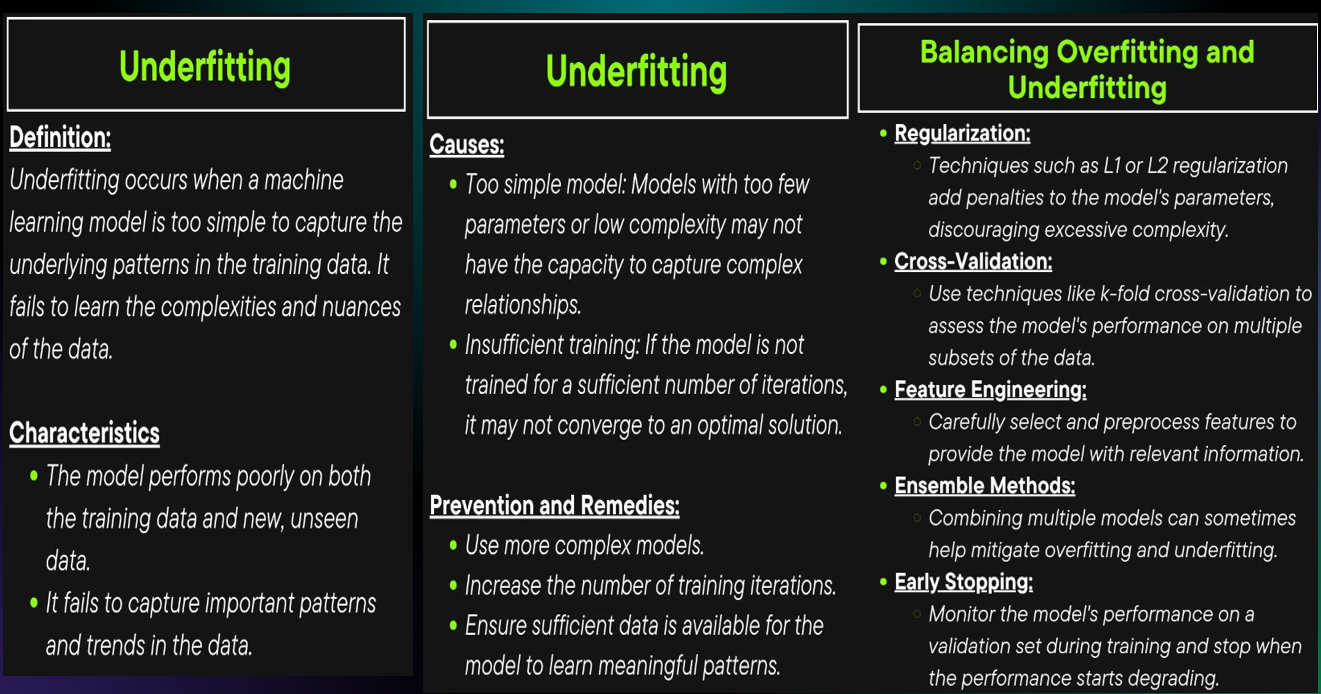 Underfitting
Definition:
Underfitting occurs when a machine
learning model is too simple to capture the
underlying patterns in the training data. It
fails to learn the complexities and nuances
of the data.
Characteristics
• The model performs poorly on both
the training data and new, unseen
data.
• It fails to capture important patterns
and trends in the data.
Underfitting
Causes:
• Too simple model: Models with too few
parameters or low complexity may not
have the capacity to capture complex
relationships.
• Insufficient training: If the model is not
trained for a sufficient number of iterations,
it may not converge to an optimal solution.
Prevention and Remedies:
• Use more complex models.
• Increase the number of training iterations.
• Ensure sufficient data is available for the
model to learn meaningful patterns.
Balancing Overfitting and
Underfitting
• Regularization:
○ Techniques such as L1 or L2 regularization
add penalties to the model's parameters,
discouraging excessive complexity.
• Cross-Validation:
○ Use techniques like k-fold cross-validation to
assess the model's performance on multiple
subsets of the data.
• Feature Engineering:
○ Carefully select and preprocess features to
provide the model with relevant information.
• Ensemble Methods:
○ Combining multiple models can sometimes
help mitigate overfitting and underfitting.
• Early Stopping:
○ Monitor the model's performance on a
validation set during training and stop when
the performance starts degrading.